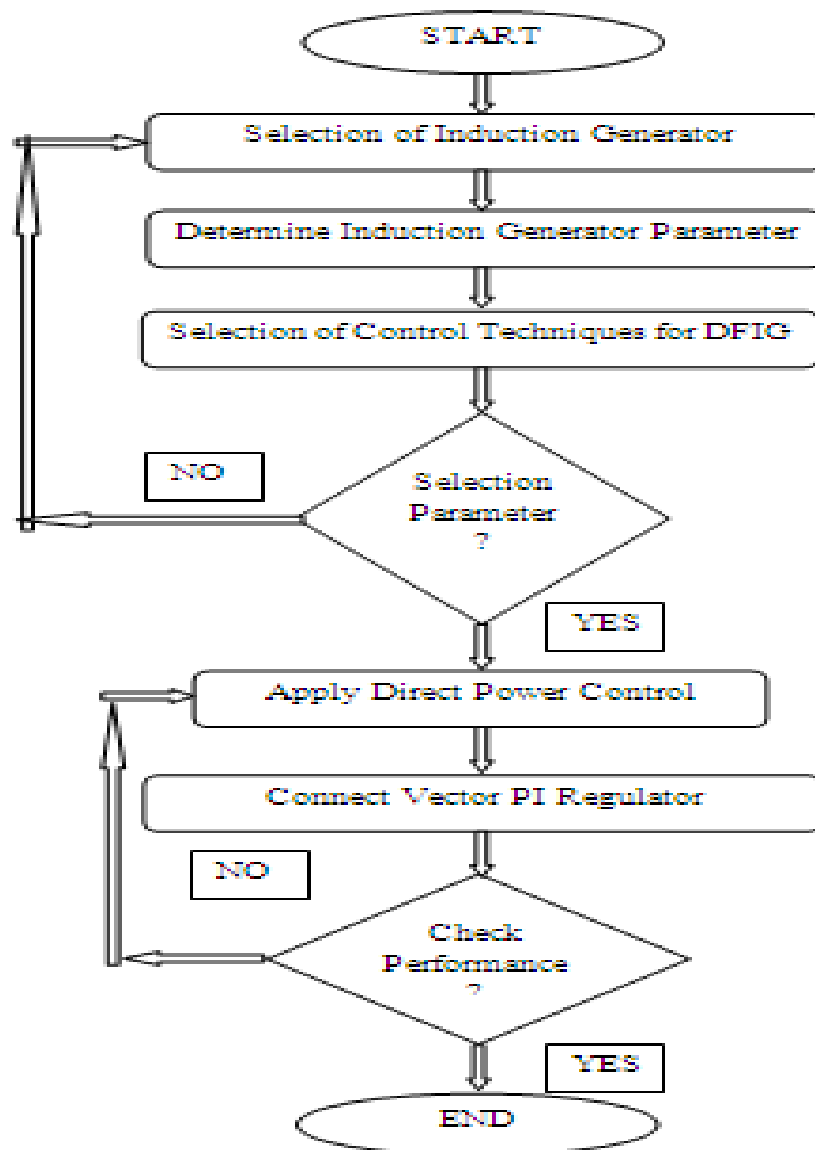 START
Selection of Induction Generator
Determine Induction Generator Parameter
Selection of Control Techniques for DFIG
NO
Selection
Parameter
?
YES
Apply Direct Power Control
Connect Vector PI Regulator
NO
Check
Performance
?
YES
END